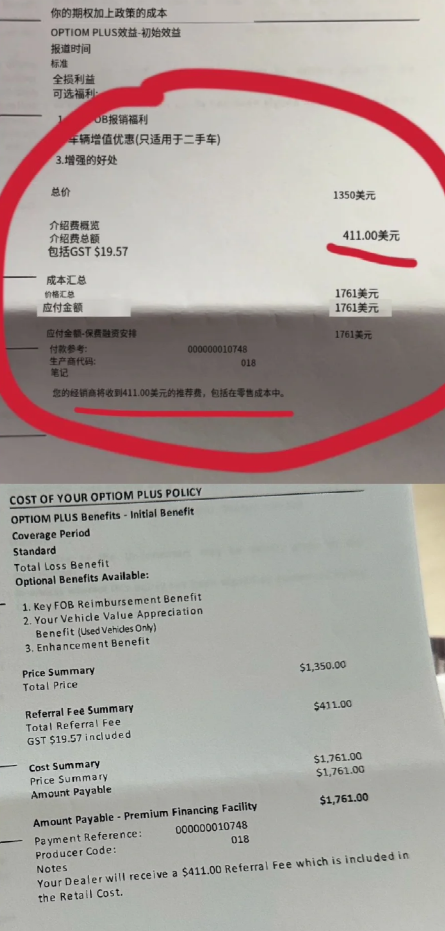 你的期权加上政策的成本
OPTIOM PLUS效益-初始效益
报道时间
标准
全损利益
可选福利:
1. OB报销福利
车辆增值优惠(只适用于二手车)
3.增强的好处
总价 1350美元
介绍费概览
介绍费总额 411.00美元
包括GST $19.57
成本汇总
价格汇总 1761美元
应付金额 1761美元
应付金额-保费融资安排 1761美元
付款参考: 000000010748
生产商代码: 018
笔记
您的经销商将收到411.00美元的推荐费，包括在零售成本中。
COST OF YOUR OPTIOM PLUS POLICY
OPTIOM PLUS Benefits - Initial Benefit
Coverage Period
Standard
Total Loss Benefit
Optional Benefits Available:
1. Key FOB Reimbursement Benefit
2. Your Vehicle Value Appreciation
Benefit (Used Vehicles Only)
3. Enhancement Benefit
Price Summary $1,350.00
Total Price
Referral Fee Summary $411.00
Total Referral Fee
GST $19.57 included
Cost Summary $1,761.00
Price Summary $1,761.00
Amount Payable
Amount Payable - Premium Financing Facility $1,761.00
Payment Reference: 000000010748
Producer Code: 018
Notes
Your Dealer will receive a $411.00 Referral Fee which is included in
the Retail Cost.